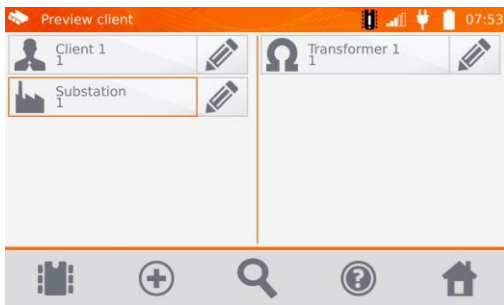 Preview client
07:53
Client 1
1
Transformer 1
1
Substation
1